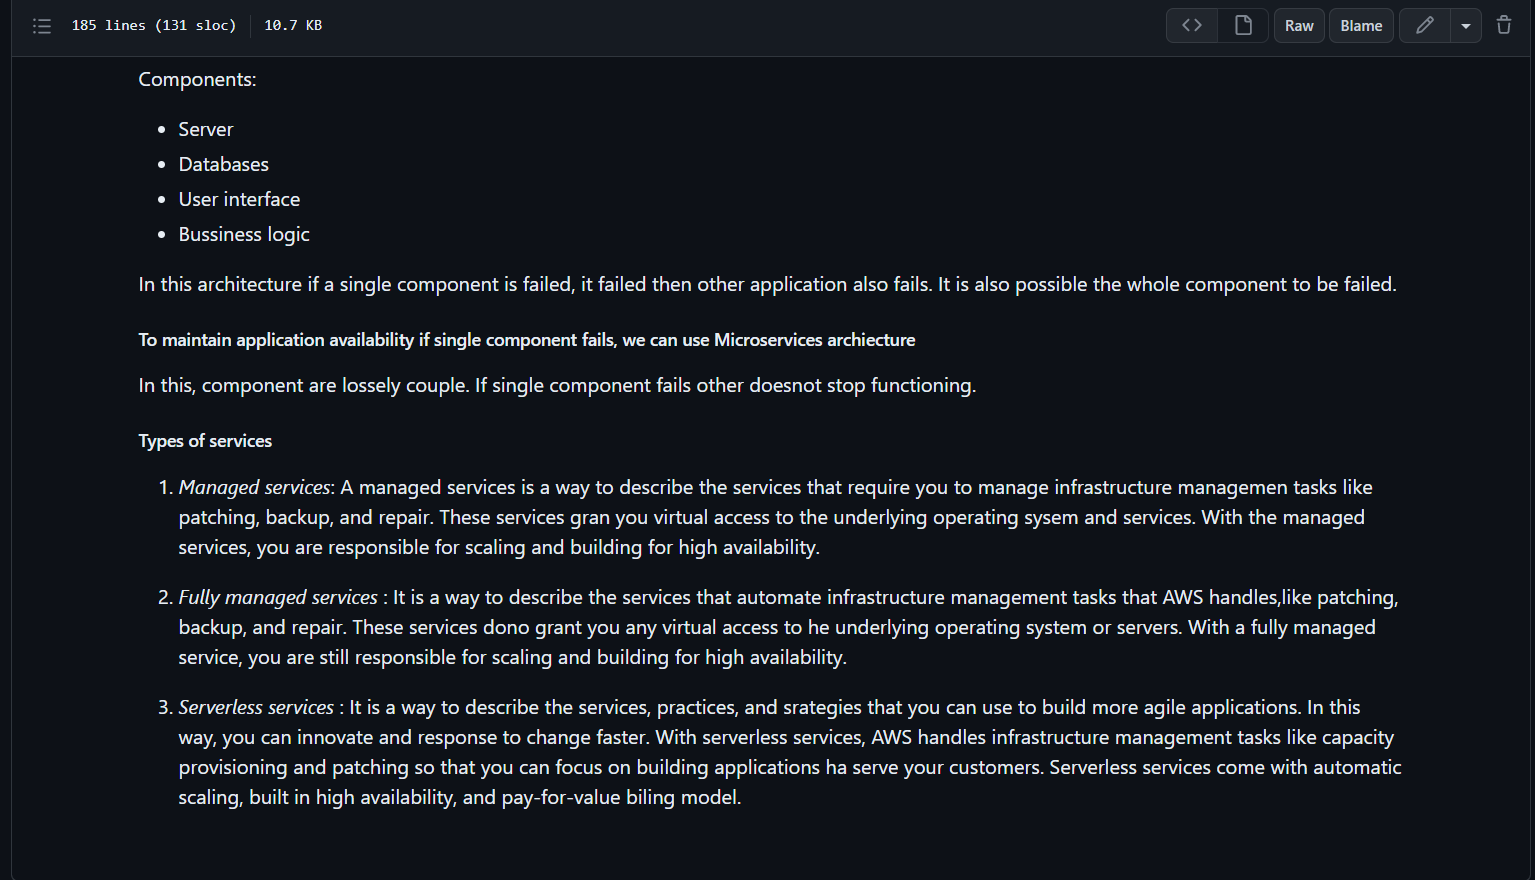 185 lines (131 sloc) 10.7 KB Raw Blame
Components:
Server
Databases
User interface
Bussiness logic
In this architecture if a single component is failed, it failed then other application also fails. It is also possible the whole component to be failed.
To maintain application availability if single component fails, we can use Microservices archiecture
In this, component are lossely couple. If single component fails other doesnot stop functioning.
Types of services
1. Managed services: A managed services is a way to describe the services that require you to manage infrastructure managemen tasks like
patching, backup, and repair. These services gran you virtual access to the underlying operating sysem and services. With the managed
services, you are responsible for scaling and building for high availability.
2. Fully managed services : It is a way to describe the services that automate infrastructure management tasks that AWS handles,like patching,
backup, and repair. These services dono grant you any virtual access to he underlying operating system or servers. With a fully managed
service, you are still responsible for scaling and building for high availability.
3. Serverless services : It is a way to describe the services, practices, and srategies that you can use to build more agile applications. In this
way, you can innovate and response to change faster. With serverless services, AWS handles infrastructure management tasks like capacity
provisioning and patching so that you can focus on building applications ha serve your customers. Serverless services come with automatic
scaling, built in high availability, and pay-for-value biling model.